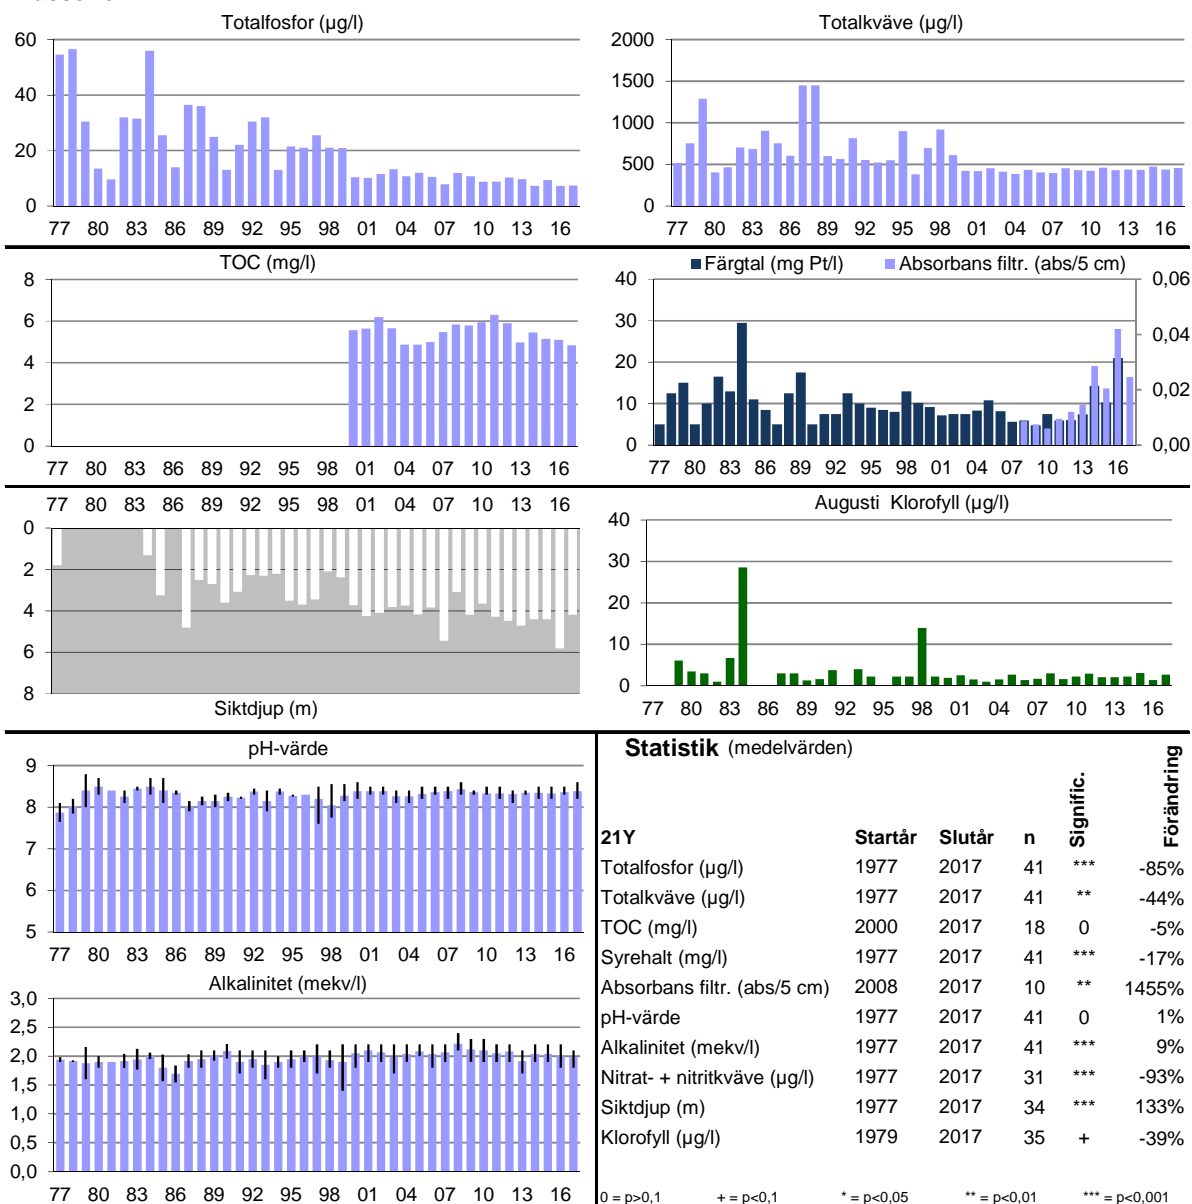 Totalfosfor (µg/l)
60
40
20
0
77 80 83 86 89 92 95 98 01 04 07 10 13 16
Totalkväve (µg/l)
2000
1500
1000
500
0
77 80 83 86 89 92 95 98 01 04 07 10 13 16
TOC (mg/l)
8
6
4
2
0
77 80 83 86 89 92 95 98 01 04 07 10 13 16
Färgtal (mg Pt/l) Absorbans filtr. (abs/5 cm)
40 0,06
30
0,04
20
0,02
10
0 0,00
77 80 83 86 89 92 95 98 01 04 07 10 13 16
77 80 83 86 89 92 95 98 01 04 07 10 13 16
0
2
4
6
8
Siktdjup (m)
Augusti Klorofyll (µg/l)
40
30
20
10
0
77 80 83 86 89 92 95 98 01 04 07 10 13 16
pH-värde
9
8
7
6
5
77 80 83 86 89 92 95 98 01 04 07 10 13 16
Alkalinitet (mekv/l)
3,0
2,5
2,0
1,5
1,0
0,5
0,0
77 80 83 86 89 92 95 98 01 04 07 10 13 16
Statistik (medelvärden)
21Y Startår Slutår n Signific. Förändring
Totalfosfor (µg/l) 1977 2017 41 *** -85%
Totalkväve (µg/l) 1977 2017 41 ** -44%
TOC (mg/l) 2000 2017 18 0 -5%
Syrehalt (mg/l) 1977 2017 41 *** -17%
Absorbans filtr. (abs/5 cm) 2008 2017 10 ** 1455%
pH-värde 1977 2017 41 0 1%
Alkalinitet (mekv/l) 1977 2017 41 *** 9%
Nitrat- + nitritkväve (µg/l) 1977 2017 31 *** -93%
Siktdjup (m) 1977 2017 34 *** 133%
Klorofyll (µg/l) 1979 2017 35 + -39%
0 = p>0,1 + = p<0,1 * = p<0,05 ** = p<0,01 *** = p<0,001